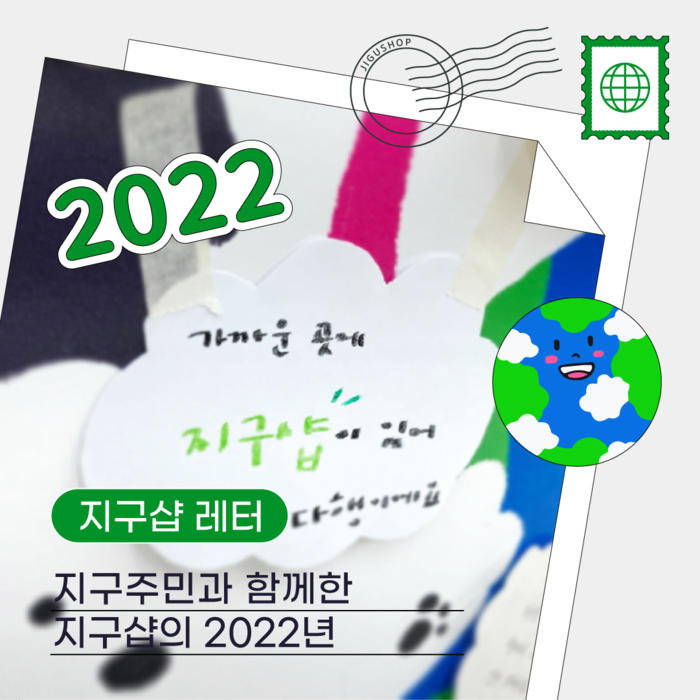 JIGUSHOP
2022
가까운 곳에
지구샵이 있어
다행이에요
지구샵 레터
지구주민과 함께한
지구샵의 2022년